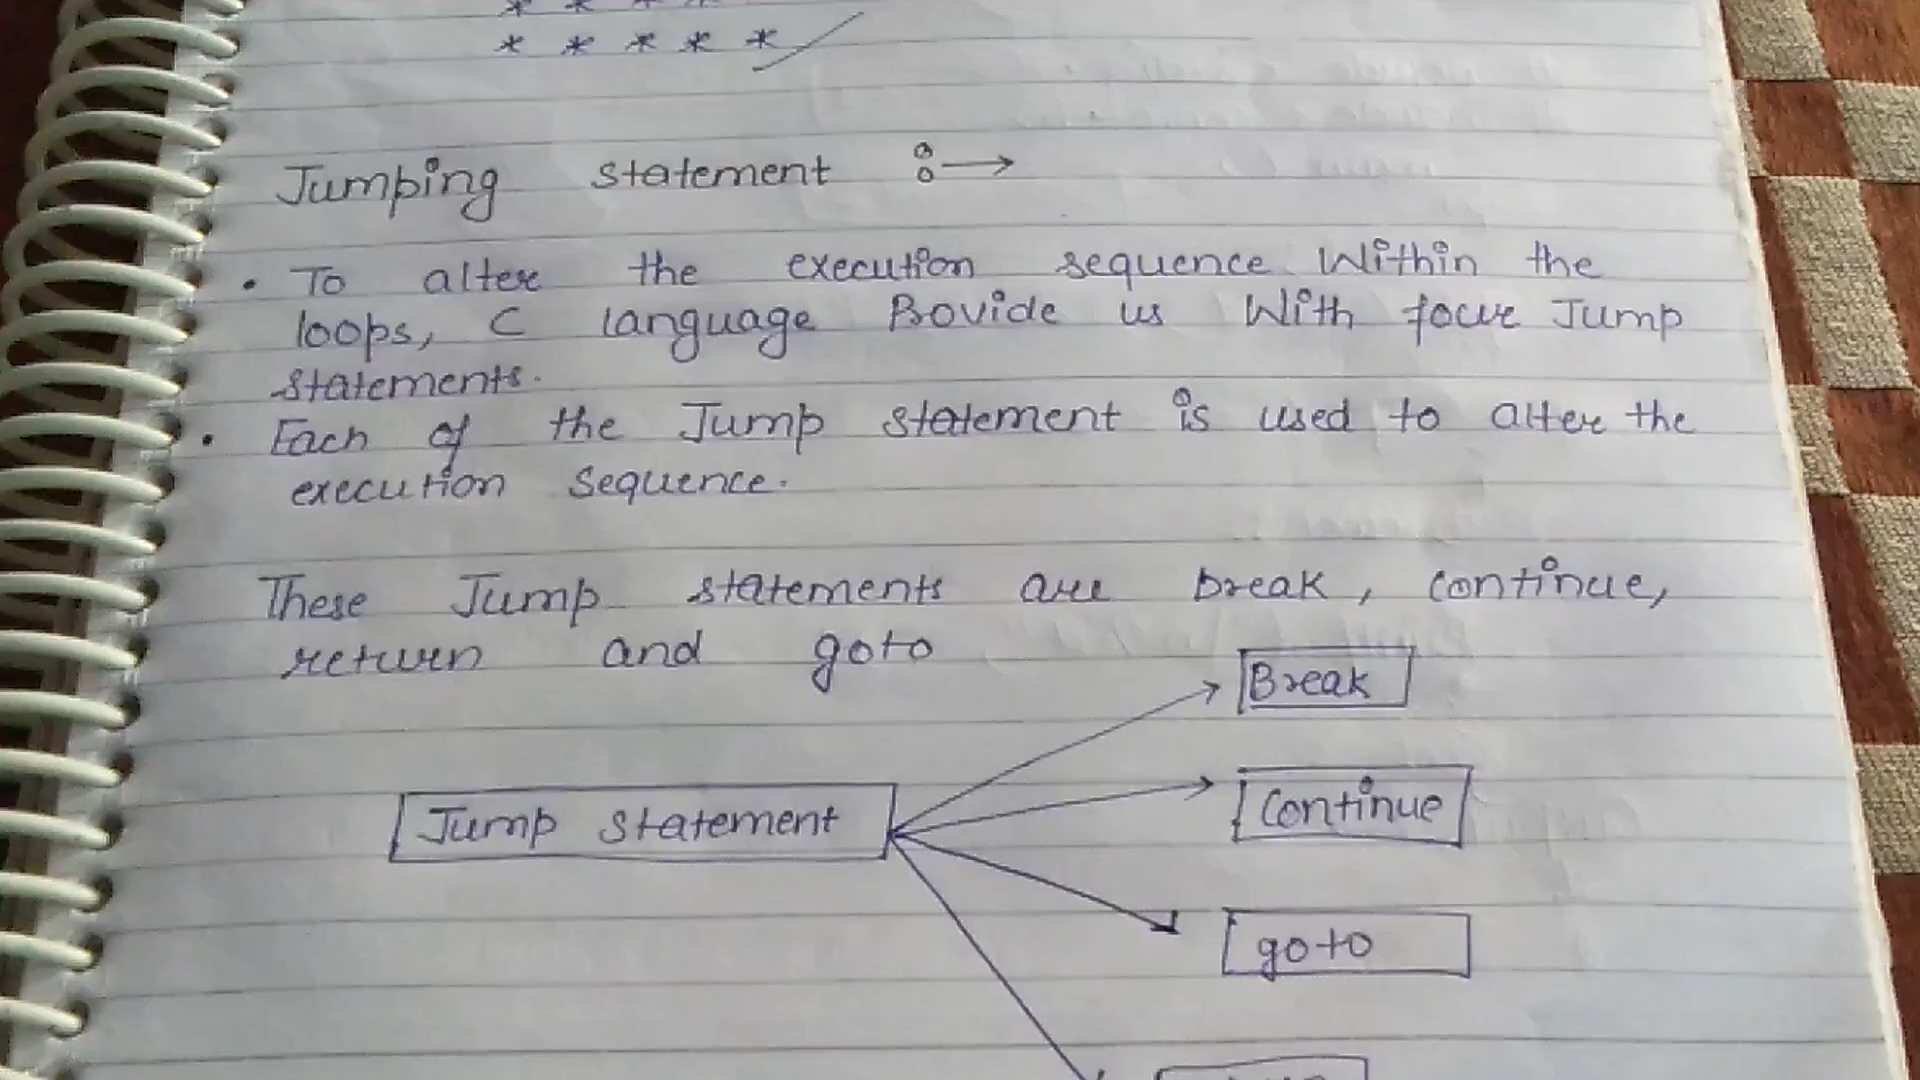 * * * * *
Jumping statement :→
• To alter the execution sequence within the
loops, C language Provide us with four Jump
statements.
• Each of the Jump statement is used to alter the
execution sequence.
These Jump statements are break, continue,
return and goto
Break
Jump statement
Continue
goto